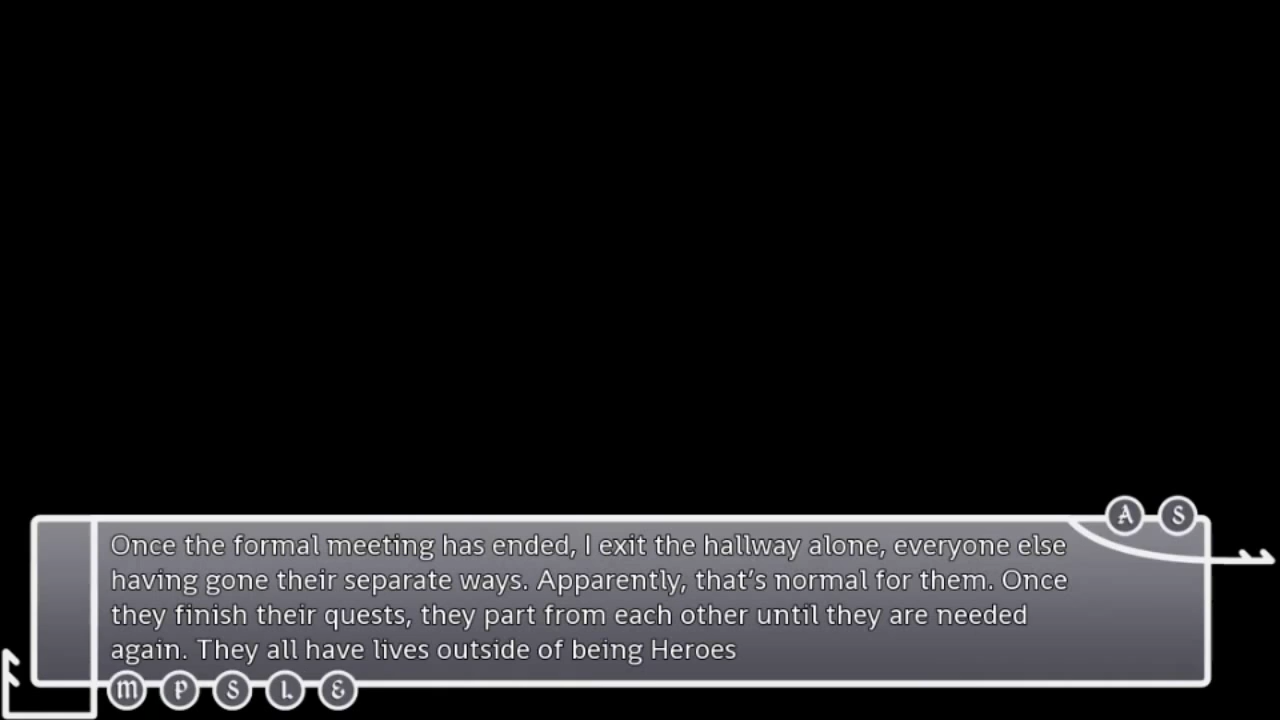 A S
Once the formal meeting has ended, I exit the hallway alone, everyone else
having gone their separate ways. Apparently, that’s normal for them. Once
they finish their quests, they part from each other until they are needed
again. They all have lives outside of being Heroes
M P S L E